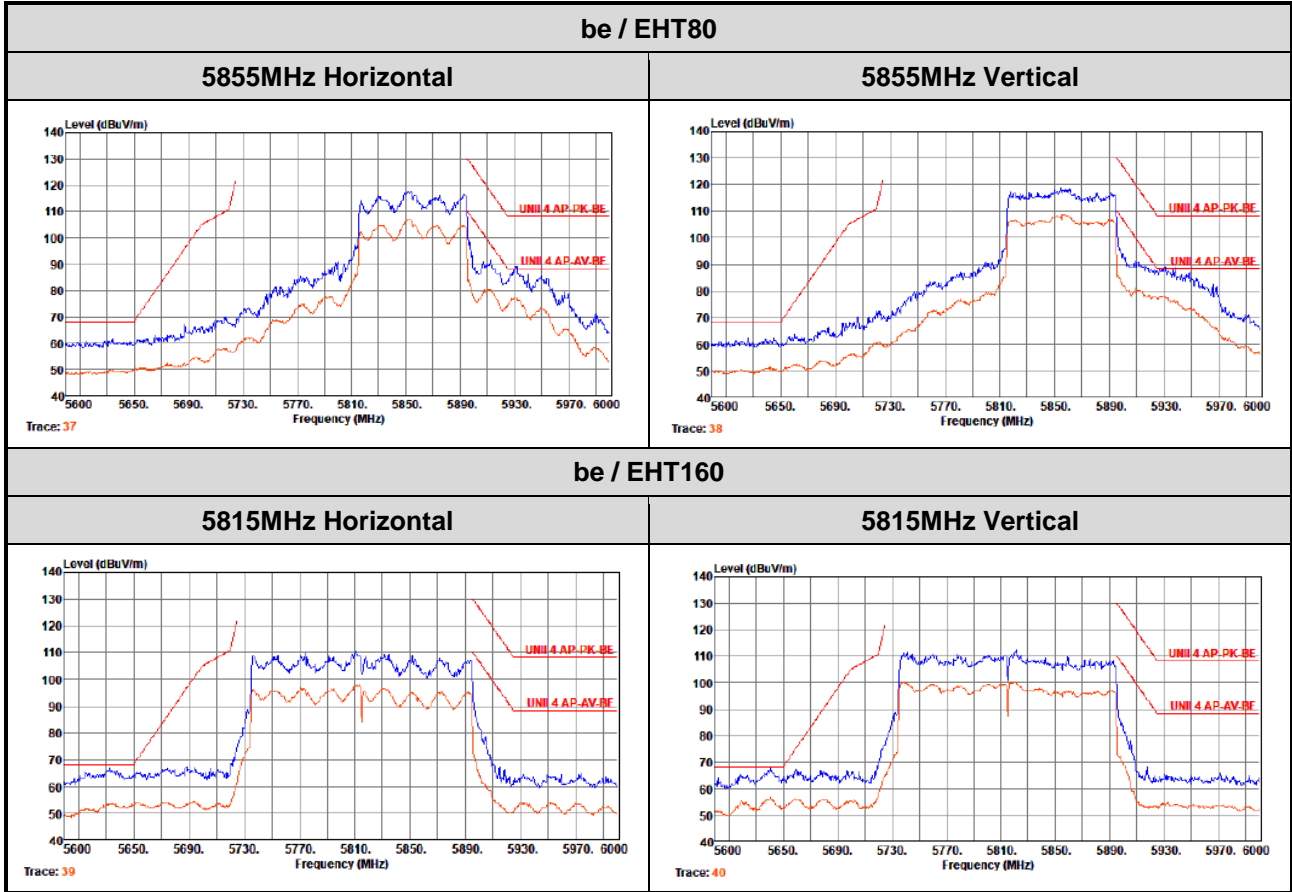 be / EHT80
5855MHz Horizontal
5855MHz Vertical
Level (dBuV/m)
140
130
120
110
100
90
80
70
60
50
40
UNII 4 AP-PK-BE
UNII 4 AP-AV-BE
5600 5650. 5690. 5730. 5770. 5810. 5850. 5890. 5930. 5970. 6000
Frequency (MHz)
Trace: 37
Level (dBuV/m)
140
130
120
110
100
90
80
70
60
50
40
UNII 4 AP-PK-BE
UNII 4 AP-AV-BE
5600 5650. 5690. 5730. 5770. 5810. 5850. 5890. 5930. 5970. 6000
Frequency (MHz)
Trace: 38
be / EHT160
5815MHz Horizontal
5815MHz Vertical
Level (dBuV/m)
140
130
120
110
100
90
80
70
60
50
40
UNII 4 AP-PK-BE
UNII 4 AP-AV-BE
5600 5650. 5690. 5730. 5770. 5810. 5850. 5890. 5930. 5970. 6000
Frequency (MHz)
Trace: 39
Level (dBuV/m)
140
130
120
110
100
90
80
70
60
50
40
UNII 4 AP-PK-BE
UNII 4 AP-AV-BE
5600 5650. 5690. 5730. 5770. 5810. 5850. 5890. 5930. 5970. 6000
Frequency (MHz)
Trace: 40